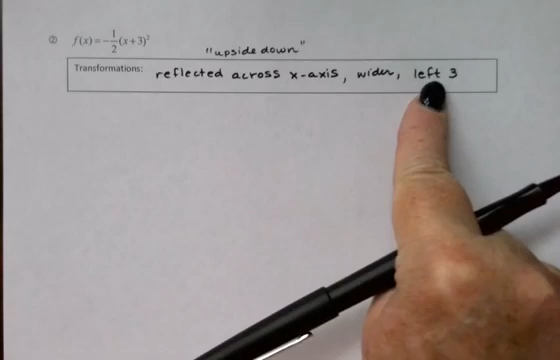 ② f(x)=-1/2(x+3)²
"upside down"
Transformations: reflected across x-axis, wider, left 3